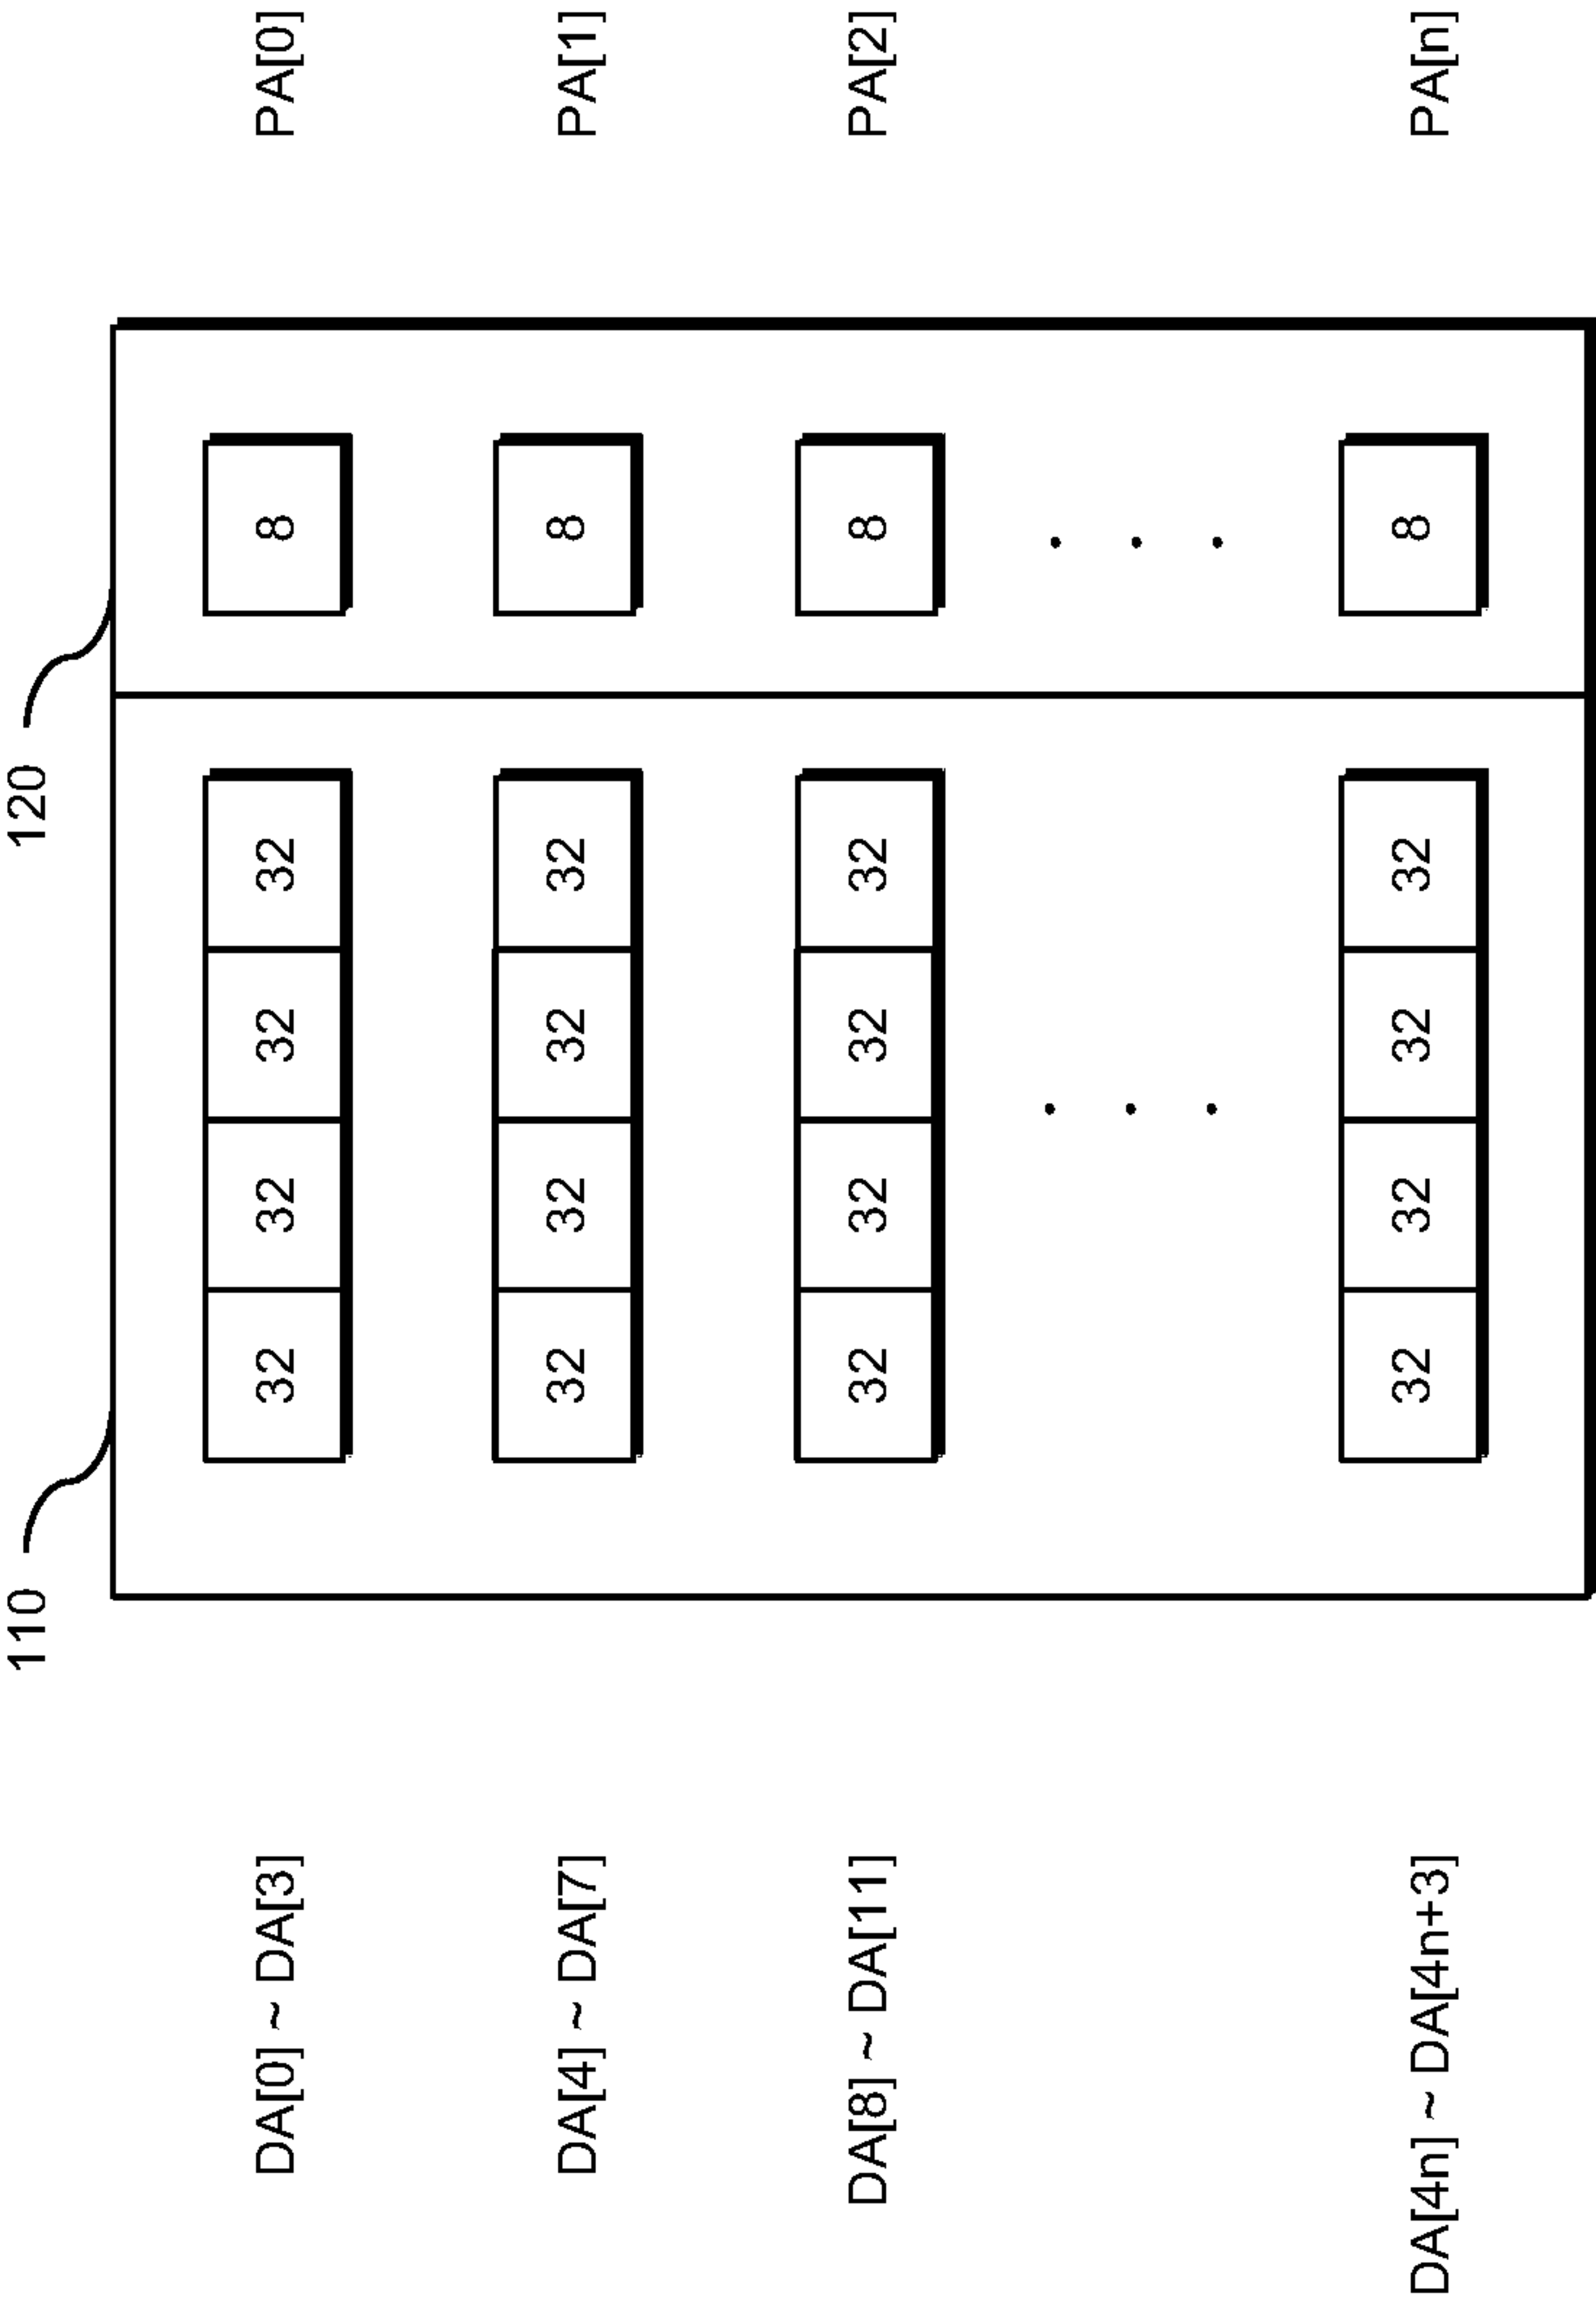 110 120
DA[0] ~ DA[3] 32 32 32 32 8 PA[0]
DA[4] ~ DA[7] 32 32 32 32 8 PA[1]
DA[8] ~ DA[11] 32 32 32 32 8 PA[2]
DA[4n] ~ DA[4n+3] 32 32 32 32 8 PA[n]